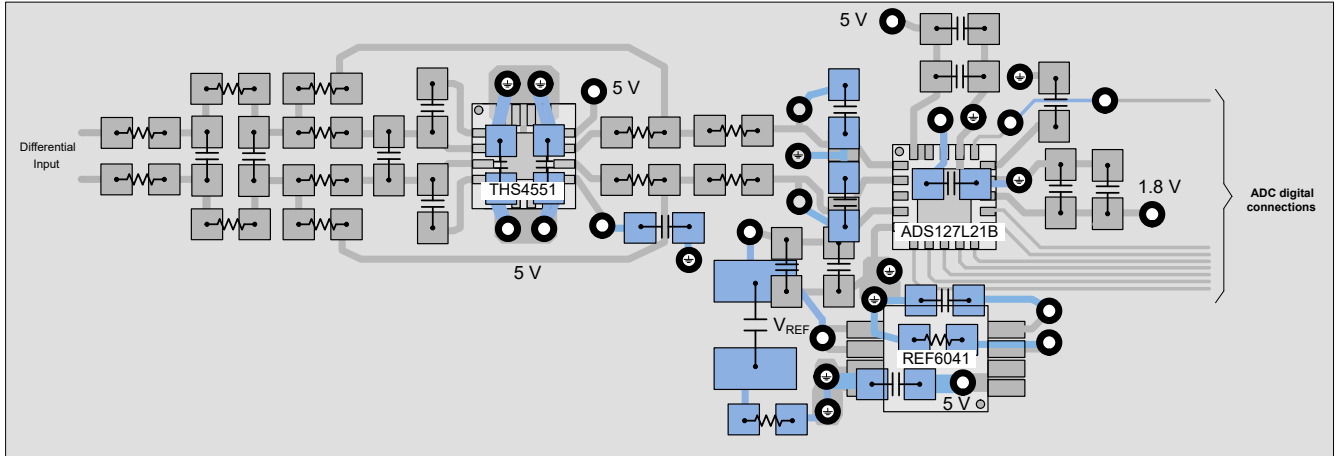 5 V
5 V
Differential
Input
THS4551
1.8 V
ADC digital
connections
ADS127L21B
5 V
VREF
REF6041
5 V